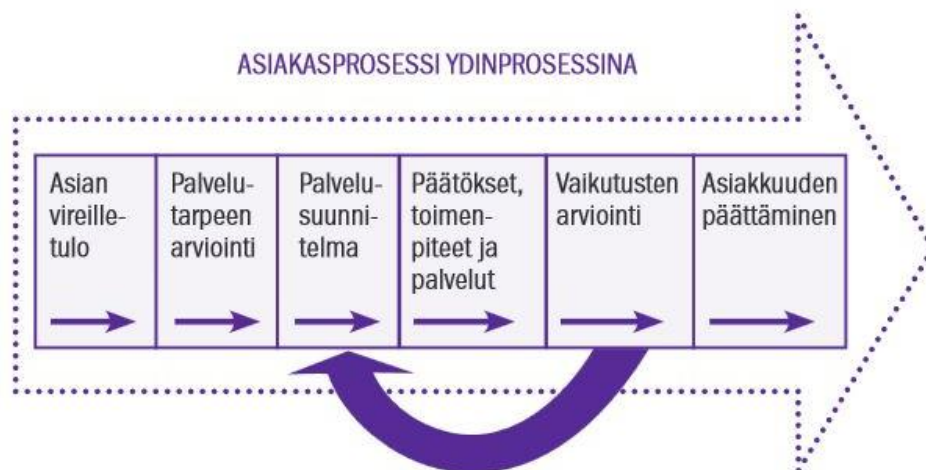 ASIAKASPROSESSI YDINPROSESSINA
Asian
vireille-
tulo
Palvelu-
tarpeen
arviointi
Palvelu-
suunni-
telma
Päätökset,
toimen-
piteet ja
palvelut
Vaikutusten
arviointi
Asiakkuuden
päättäminen